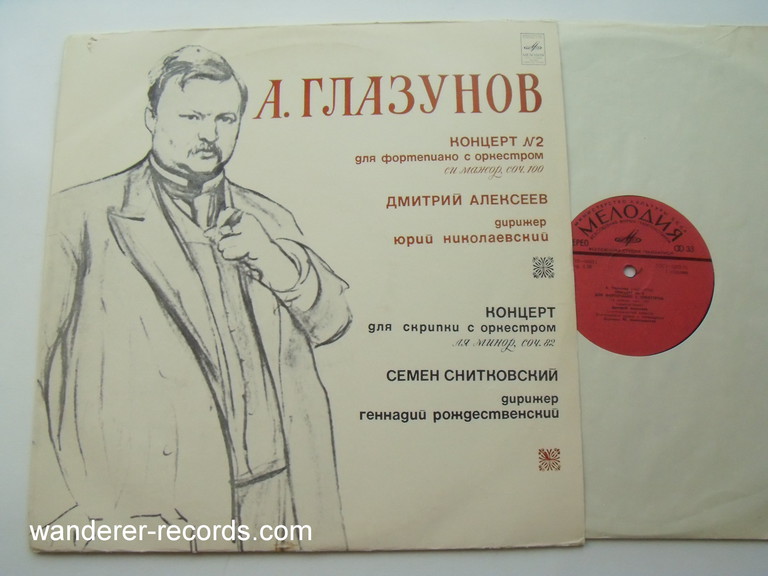 А. ГЛАЗУНОВ
КОНЦЕРТ №2
для фортепиано с оркестром
си мажор, соч. 100
ДМИТРИЙ АЛЕКСЕЕВ
дирижер
ЮРИЙ НИКОЛАЕВСКИЙ
КОНЦЕРТ
для скрипки с оркестром
ля минор, соч. 82
СЕМЕН СНИТКОВСКИЙ
дирижер
ГЕННАДИЙ РОЖДЕСТВЕНСКИЙ
МЕЛОДИЯ
wanderer-records.com